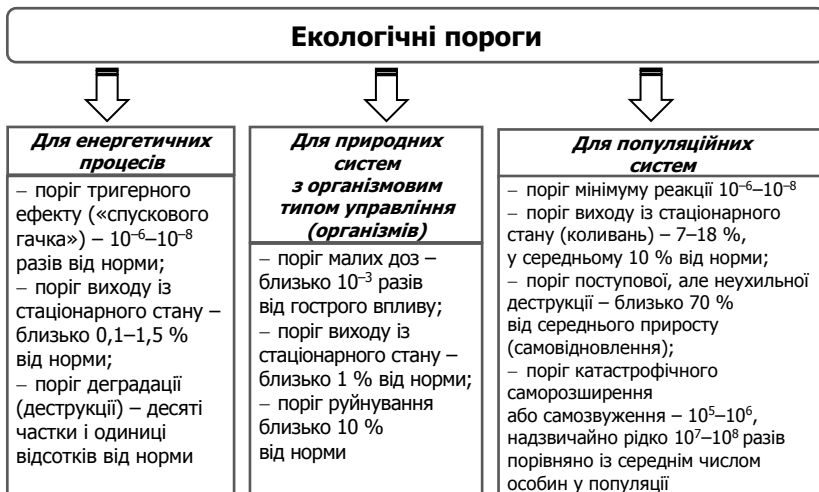 Екологічні пороги
Для енергетичних
процесів
– поріг тригерного
ефекту («спускового
гачка») – 10⁻⁶–10⁻⁸
разів від норми;
– поріг виходу із
стаціонарного стану –
близько 0,1–1,5 %
від норми;
– поріг деградації
(деструкції) – десяті
частки і одиниці
відсотків від норми
Для природних
систем
з організмовим
типом управління
(організмів)
– поріг малих доз –
близько 10⁻³ разів
від гострого впливу;
– поріг виходу із
стаціонарного стану –
близько 1 % від норми;
– поріг руйнування
близько 10 %
від норми
Для популяційних
систем
– поріг мінімуму реакції 10⁻⁶–10⁻⁸
– поріг виходу із стаціонарного
стану (коливань) – 7–18 %,
у середньому 10 % від норми;
– поріг поступової, але неухильної
деструкції – близько 70 %
від середнього приросту
(самовідновлення);
– поріг катастрофічного
саморозширення
або самозвуження – 10⁵–10⁶,
надзвичайно рідко 10⁷–10⁸ разів
порівняно із середнім числом
особин у популяції